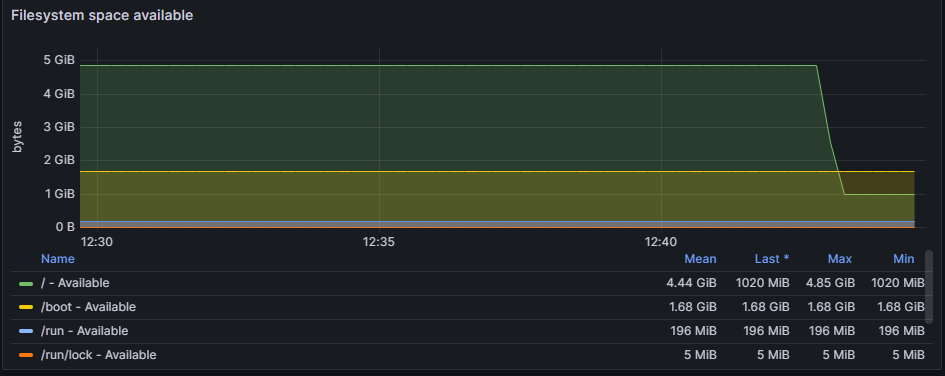 Filesystem space available
5 GiB
4 GiB
3 GiB
2 GiB
1 GiB
0 B
bytes
12:30 12:35 12:40
Name Mean Last * Max Min
/ - Available 4.44 GiB 1020 MiB 4.85 GiB 1020 MiB
/boot - Available 1.68 GiB 1.68 GiB 1.68 GiB 1.68 GiB
/run - Available 196 MiB 196 MiB 196 MiB 196 MiB
/run/lock - Available 5 MiB 5 MiB 5 MiB 5 MiB